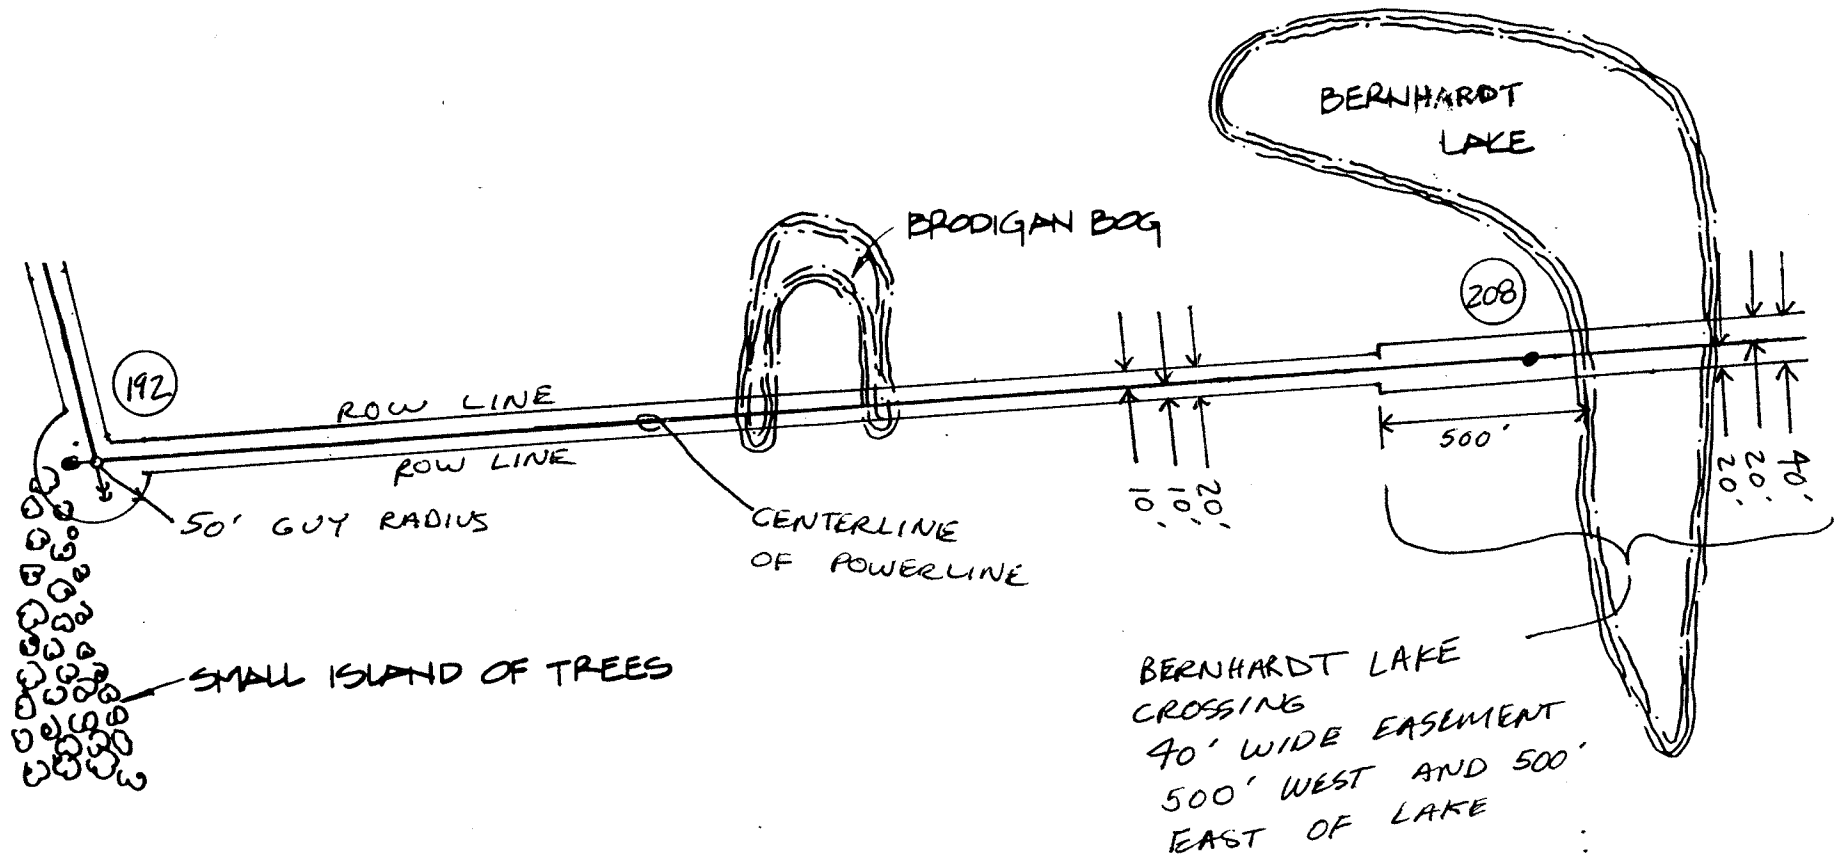 BERNHARDT
LAKE
BRODIGAN BOG
208
192
ROW LINE
ROW LINE
500'
10'
10'
20'
20'
20'
40'
50' GUY RADIUS
CENTERLINE
OF POWERLINE
SMALL ISLAND OF TREES
BERNHARDT LAKE
CROSSING
40' WIDE EASEMENT
500' WEST AND 500'
EAST OF LAKE